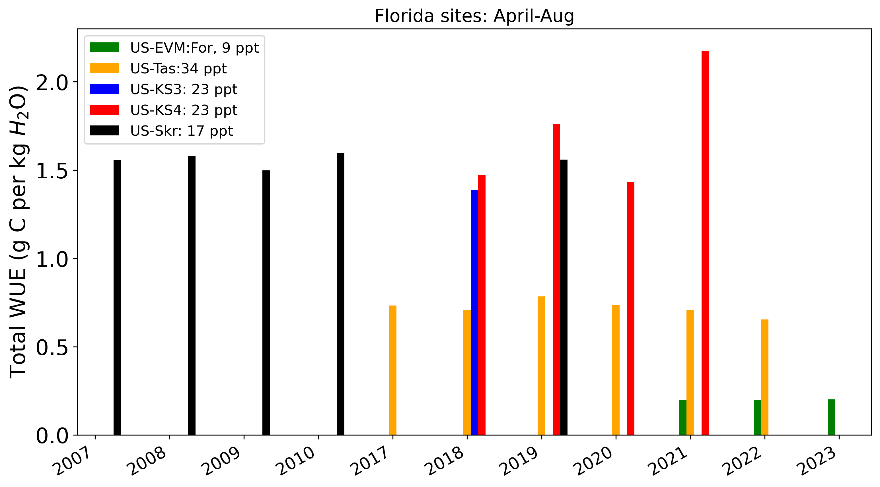 Florida sites: April-Aug
US-EVM:For, 9 ppt
US-Tas:34 ppt
US-KS3: 23 ppt
US-KS4: 23 ppt
US-Skr: 17 ppt
Total WUE (g C per kg H₂O)
2.0
1.5
1.0
0.5
0.0
2007 2008 2009 2010 2017 2018 2019 2020 2021 2022 2023